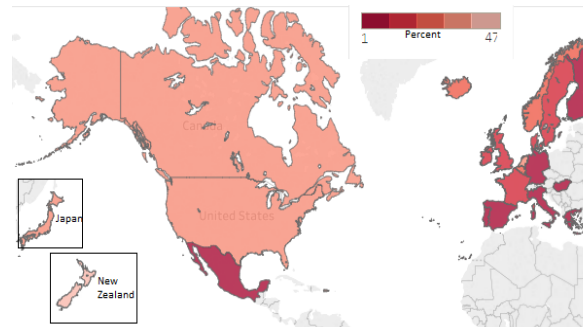 1 Percent 47
Canada
United States
Japan
New
Zealand